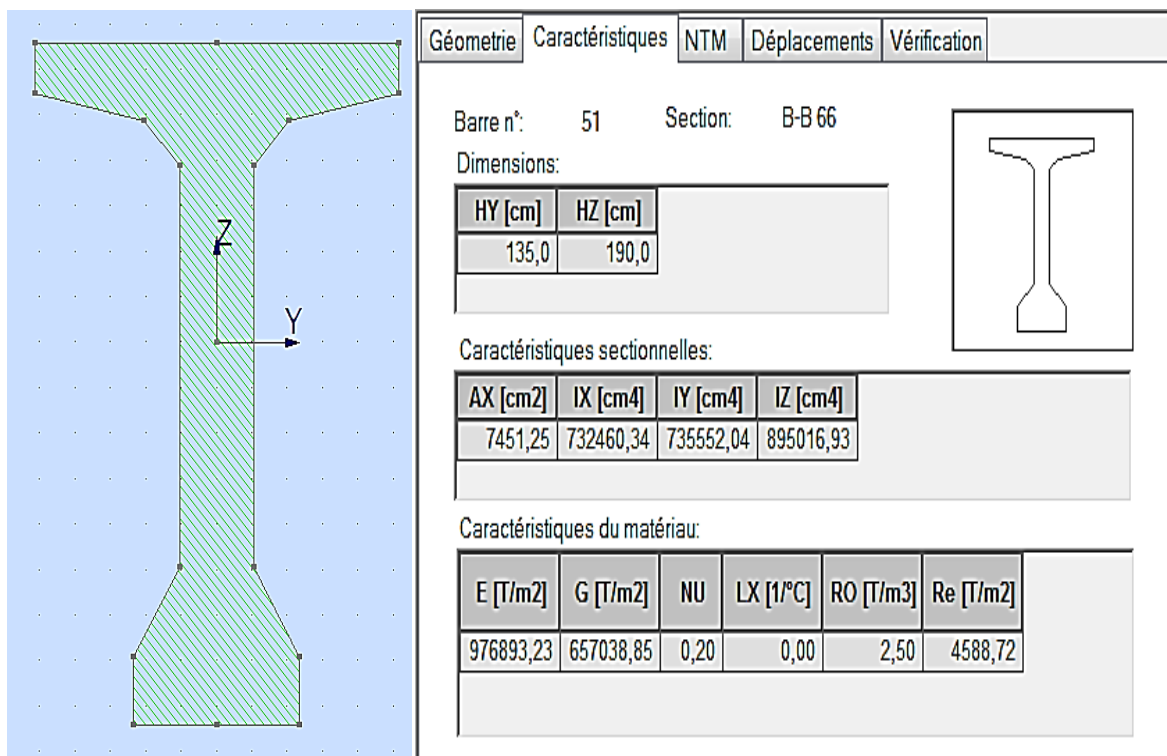 Z
Y
Géometrie Caractéristiques NTM Déplacements Vérification
Barre n°: 51 Section: B-B 66
Dimensions:
HY [cm] HZ [cm]
135,0 190,0
Caractéristiques sectionnelles:
AX [cm2] IX [cm4] IY [cm4] IZ [cm4]
7451,25 732460,34 735552,04 895016,93
Caractéristiques du matériau:
E [T/m2] G [T/m2] NU LX [1/°C] RO [T/m3] Re [T/m2]
976893,23 657038,85 0,20 0,00 2,50 4588,72